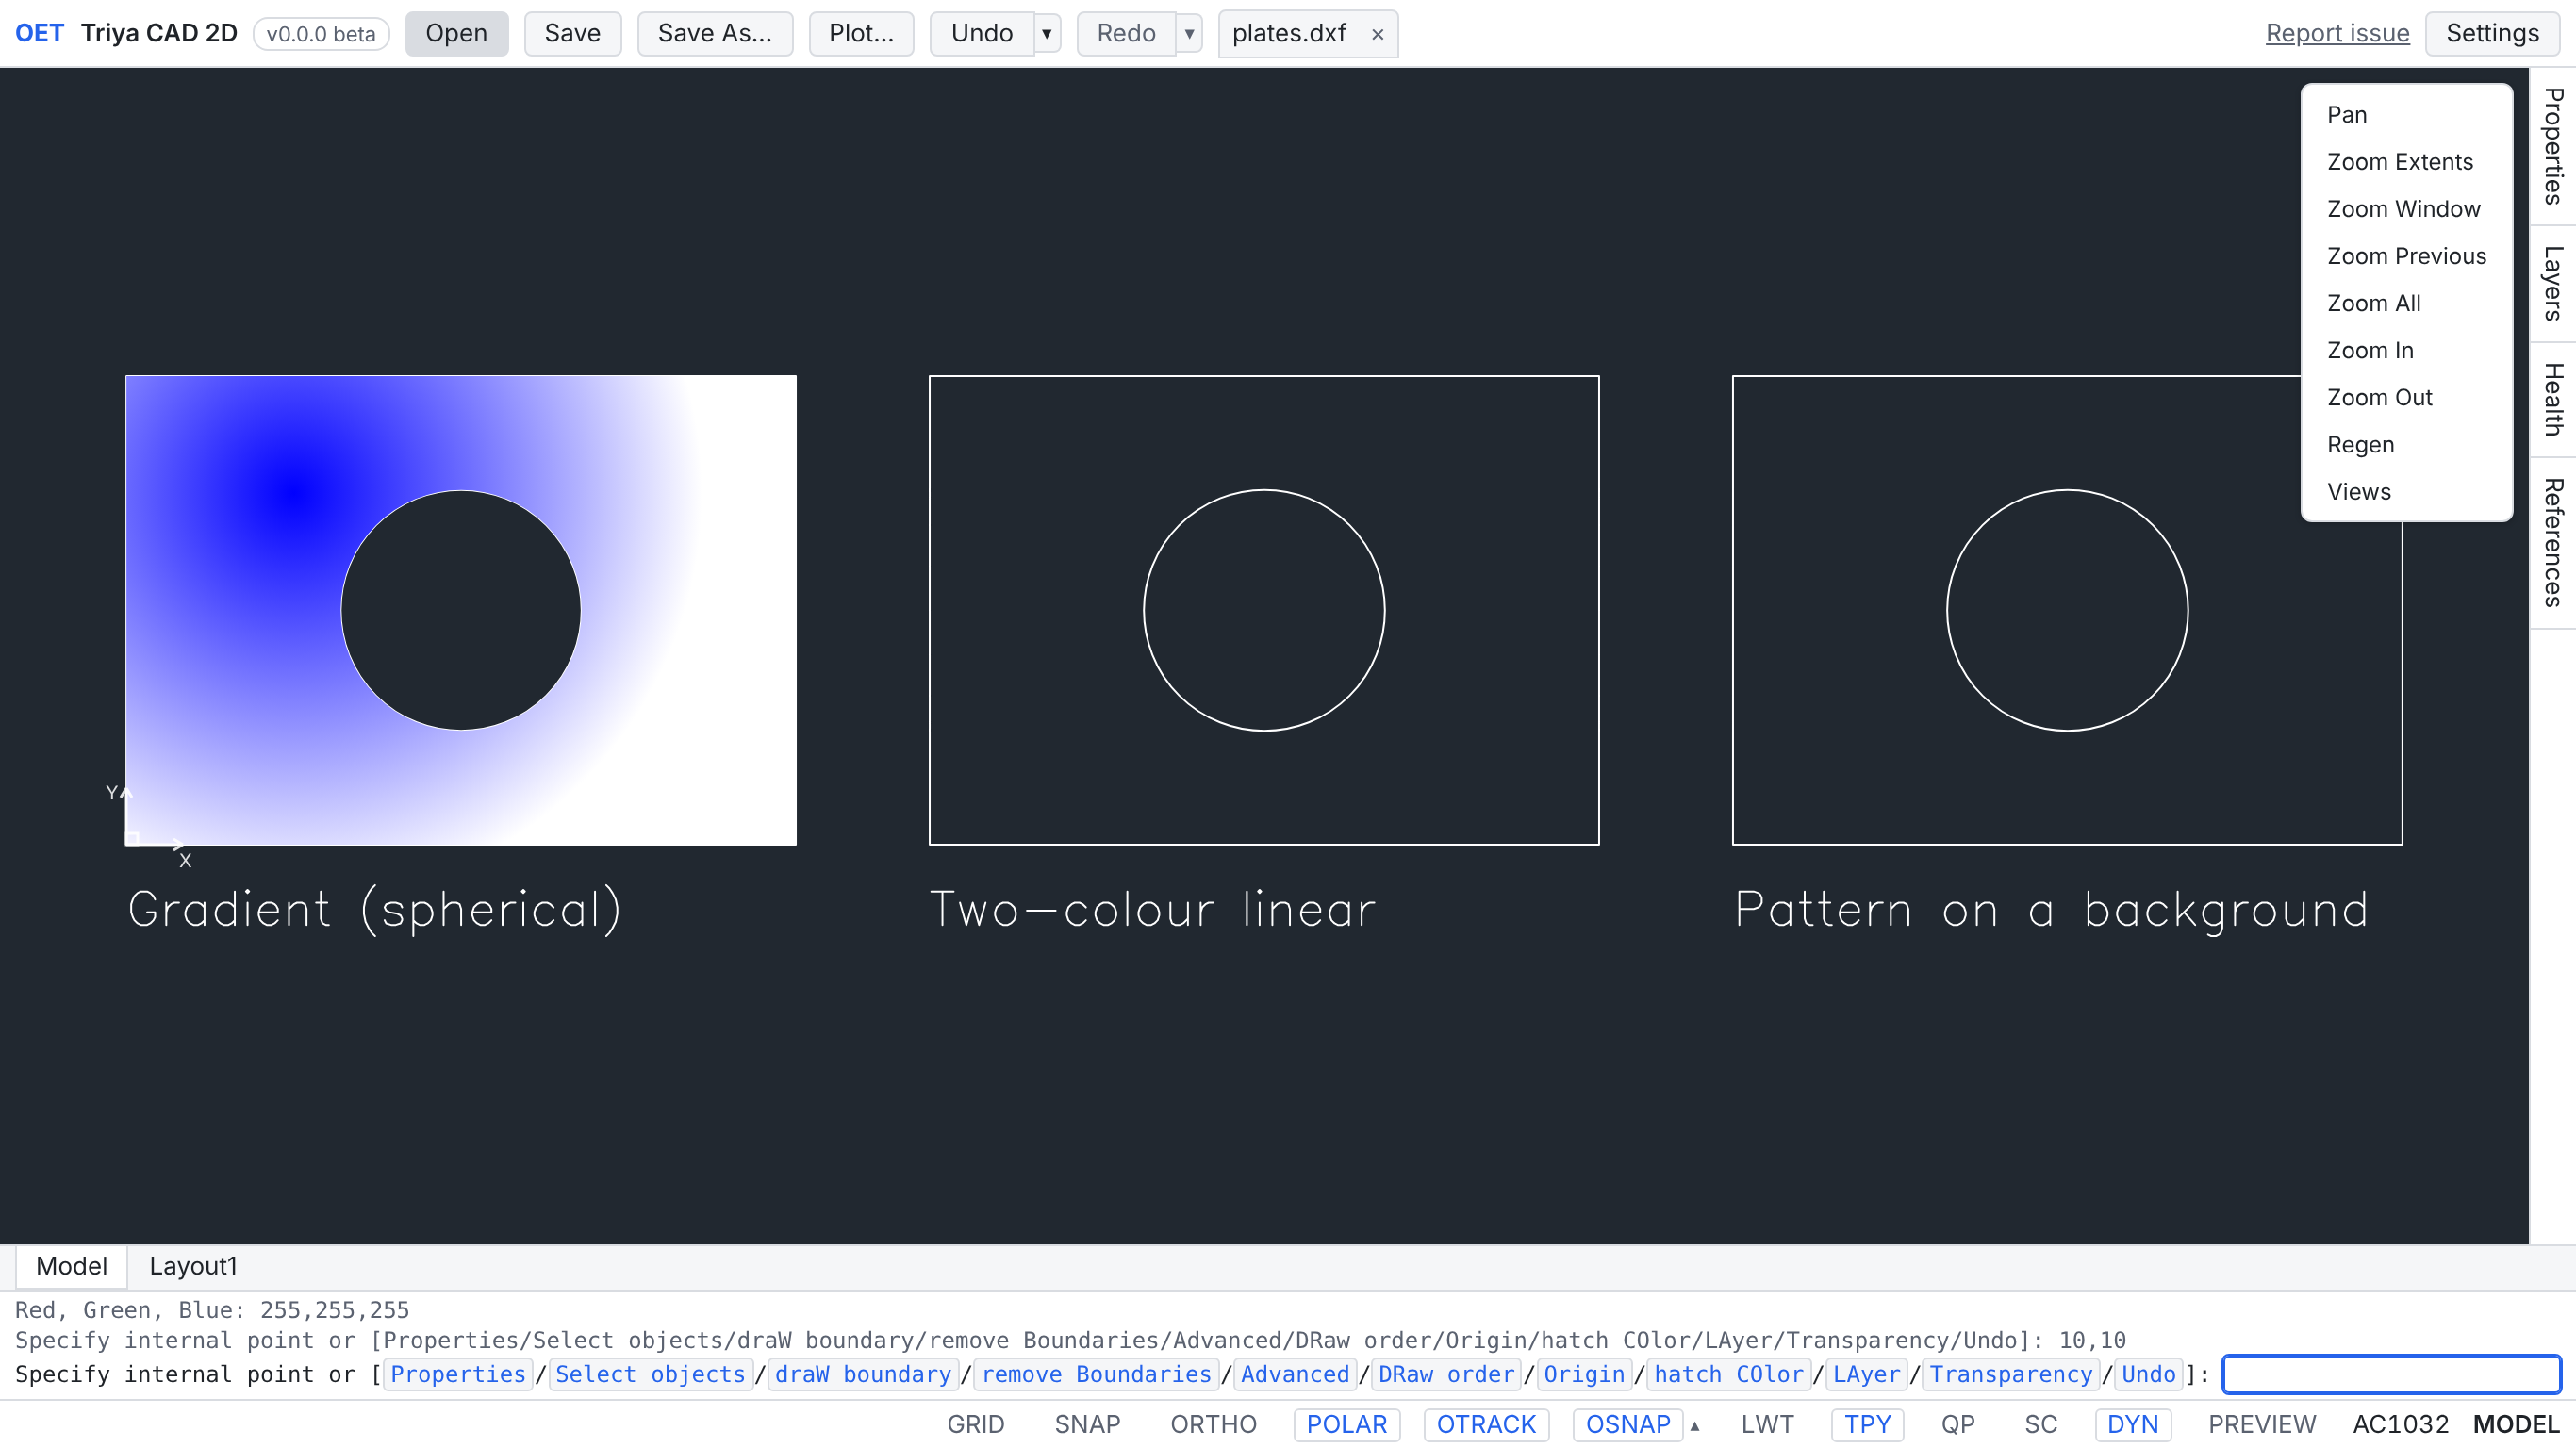 OET Triya CAD 2D v0.0.0 beta Open Save Save As... Plot... Undo ▼ Redo ▼ plates.dxf × Report issue Settings
Pan
Zoom Extents
Zoom Window
Zoom Previous
Zoom All
Zoom In
Zoom Out
Regen
Views
Properties
Layers
Health
References
Y
X
Gradient (spherical)
Two-colour linear
Pattern on a background
Model Layout1
Red, Green, Blue: 255,255,255
Specify internal point or [Properties/Select objects/draW boundary/remove Boundaries/Advanced/DRaw order/Origin/hatch COlor/LAyer/Transparency/Undo]: 10,10
Specify internal point or [Properties/Select objects/draW boundary/remove Boundaries/Advanced/DRaw order/Origin/hatch COlor/LAyer/Transparency/Undo]:
GRID SNAP ORTHO POLAR OTRACK OSNAP ▲ LWT TPY QP SC DYN PREVIEW AC1032 MODEL